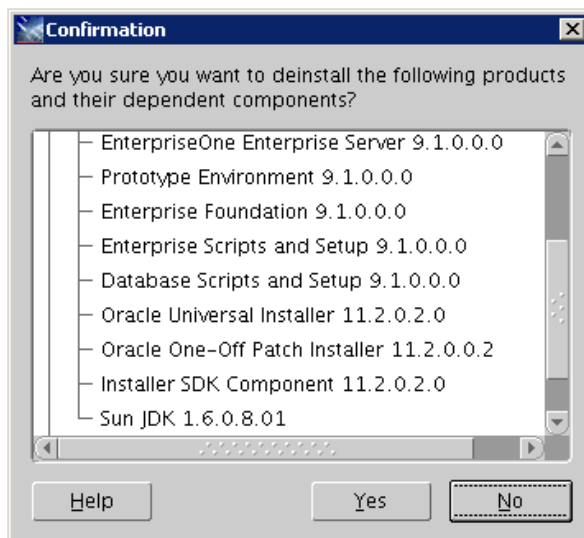 Confirmation
Are you sure you want to deinstall the following products
and their dependent components?
EnterpriseOne Enterprise Server 9.1.0.0.0
Prototype Environment 9.1.0.0.0
Enterprise Foundation 9.1.0.0.0
Enterprise Scripts and Setup 9.1.0.0.0
Database Scripts and Setup 9.1.0.0.0
Oracle Universal Installer 11.2.0.2.0
Oracle One-Off Patch Installer 11.2.0.0.2
Installer SDK Component 11.2.0.2.0
Sun JDK 1.6.0.8.01
Help Yes No